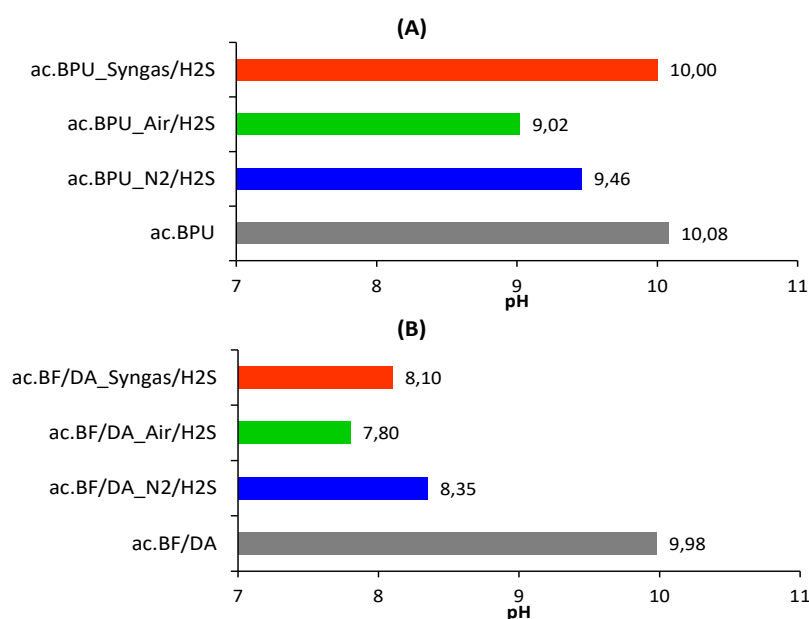 (A)
ac.BPU_Syngas/H2S 10,00
ac.BPU_Air/H2S 9,02
ac.BPU_N2/H2S 9,46
ac.BPU 10,08
7 8 9 10 11
pH
(B)
ac.BF/DA_Syngas/H2S 8,10
ac.BF/DA_Air/H2S 7,80
ac.BF/DA_N2/H2S 8,35
ac.BF/DA 9,98
7 8 9 10 11
pH